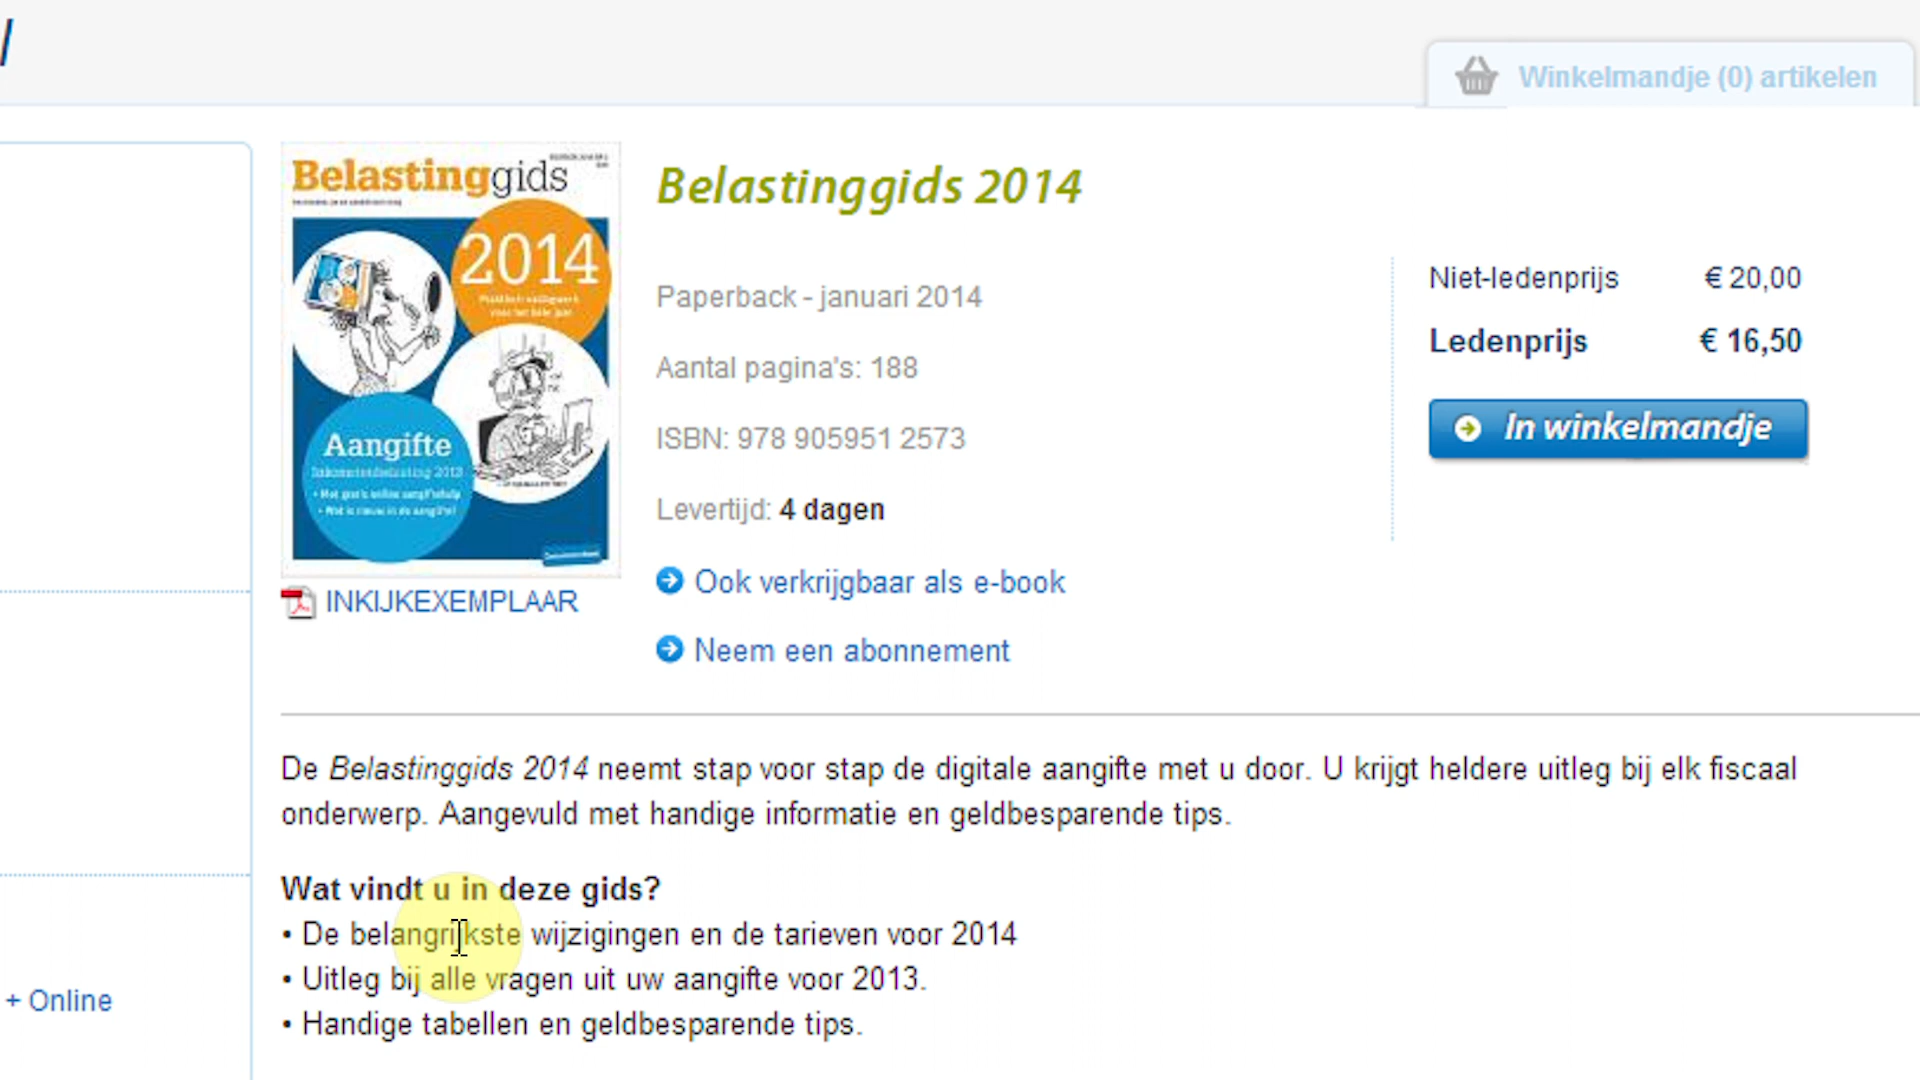 Winkelmandje (0) artikelen
Belastinggids
2014
Aangifte
Inkomstenbelasting 2013
INKIJKEXEMPLAAR
Belastinggids 2014
Paperback - januari 2014
Aantal pagina's: 188
ISBN: 978 905951 2573
Levertijd: 4 dagen
Ook verkrijgbaar als e-book
Neem een abonnement
Niet-ledenprijs € 20,00
Ledenprijs € 16,50
In winkelmandje
De Belastinggids 2014 neemt stap voor stap de digitale aangifte met u door. U krijgt heldere uitleg bij elk fiscaal
onderwerp. Aangevuld met handige informatie en geldbesparende tips.
Wat vindt u in deze gids?
• De belangrijkste wijzigingen en de tarieven voor 2014
• Uitleg bij alle vragen uit uw aangifte voor 2013.
• Handige tabellen en geldbesparende tips.
+ Online